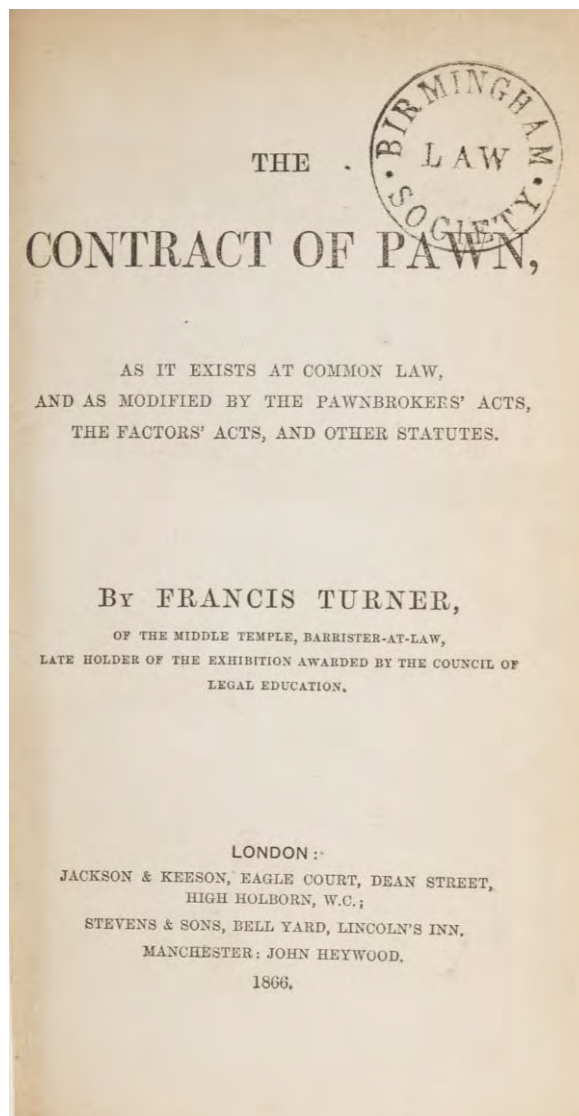 BIRMINGHAM
LAW
SOCIETY
THE
CONTRACT OF PAWN,
AS IT EXISTS AT COMMON LAW,
AND AS MODIFIED BY THE PAWNBROKERS' ACTS,
THE FACTORS' ACTS, AND OTHER STATUTES.
BY FRANCIS TURNER,
OF THE MIDDLE TEMPLE, BARRISTER-AT-LAW,
LATE HOLDER OF THE EXHIBITION AWARDED BY THE COUNCIL OF
LEGAL EDUCATION.
LONDON:
JACKSON & KEESON, EAGLE COURT, DEAN STREET,
HIGH HOLBORN, W.C.;
STEVENS & SONS, BELL YARD, LINCOLN'S INN.
MANCHESTER: JOHN HEYWOOD.
1866.